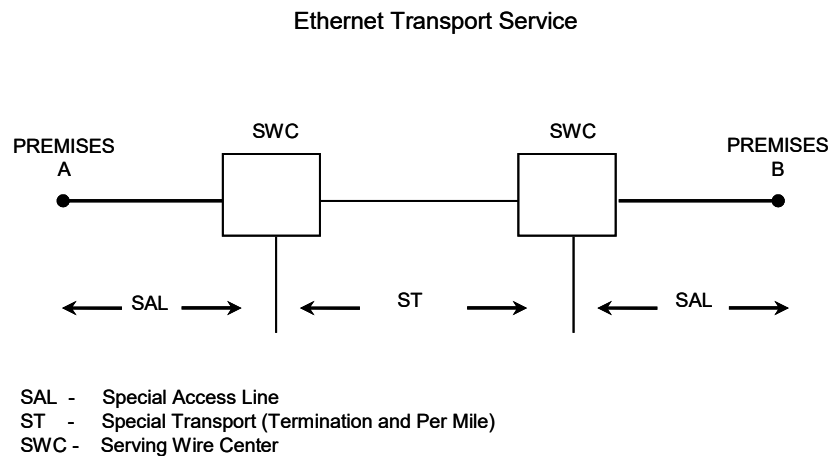 Ethernet Transport Service
SWC
SWC
PREMISES
A
PREMISES
B
SAL
ST
SAL
SAL - Special Access Line
ST - Special Transport (Termination and Per Mile)
SWC - Serving Wire Center